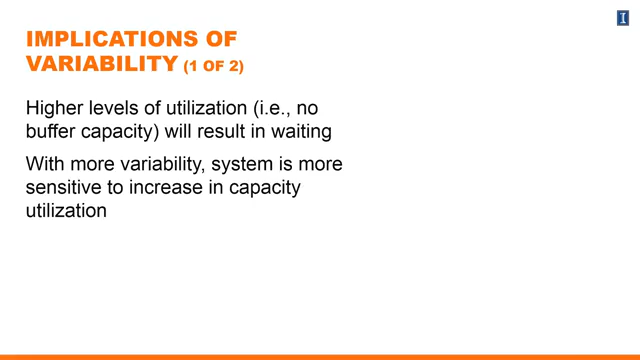 IMPLICATIONS OF
VARIABILITY (1 OF 2)
Higher levels of utilization (i.e., no
buffer capacity) will result in waiting
With more variability, system is more
sensitive to increase in capacity
utilization